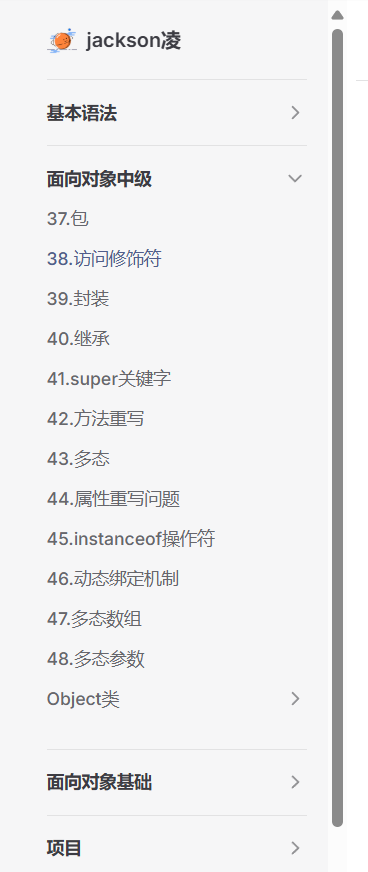 jackson凌
基本语法
面向对象中级
37.包
38.访问修饰符
39.封装
40.继承
41.super关键字
42.方法重写
43.多态
44.属性重写问题
45.instanceof操作符
46.动态绑定机制
47.多态数组
48.多态参数
Object类
面向对象基础
项目